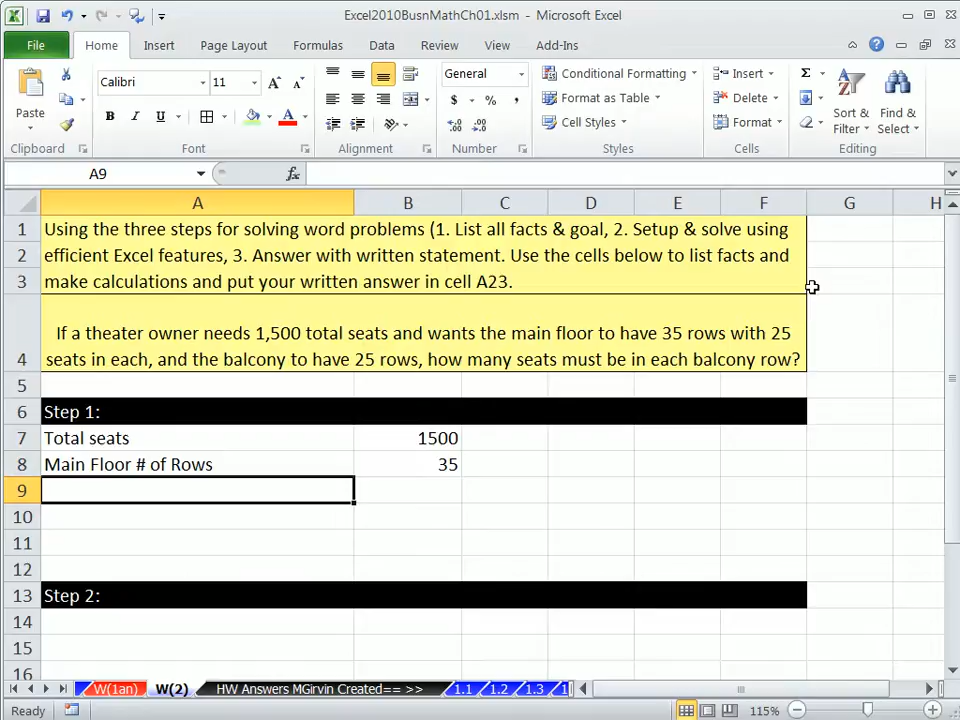 Excel2010BusnMathCh01.xlsm - Microsoft Excel
File Home Insert Page Layout Formulas Data Review View Add-Ins
Calibri 11 General Conditional Formatting Insert
Paste Format as Table Delete Sort & Find &
Cell Styles Format Filter Select
Clipboard Font Alignment Number Styles Cells Editing
A9 fx
A B C D E F G H
1 Using the three steps for solving word problems (1. List all facts & goal, 2. Setup & solve using
2 efficient Excel features, 3. Answer with written statement. Use the cells below to list facts and
3 make calculations and put your written answer in cell A23.
If a theater owner needs 1,500 total seats and wants the main floor to have 35 rows with 25
4 seats in each, and the balcony to have 25 rows, how many seats must be in each balcony row?
5
6 Step 1:
7 Total seats 1500
8 Main Floor # of Rows 35
9
10
11
12
13 Step 2:
14
15
16
W(1an) W(2) HW Answers MGirvin Created== >> 1.1 1.2 1.3 1
Ready 115%